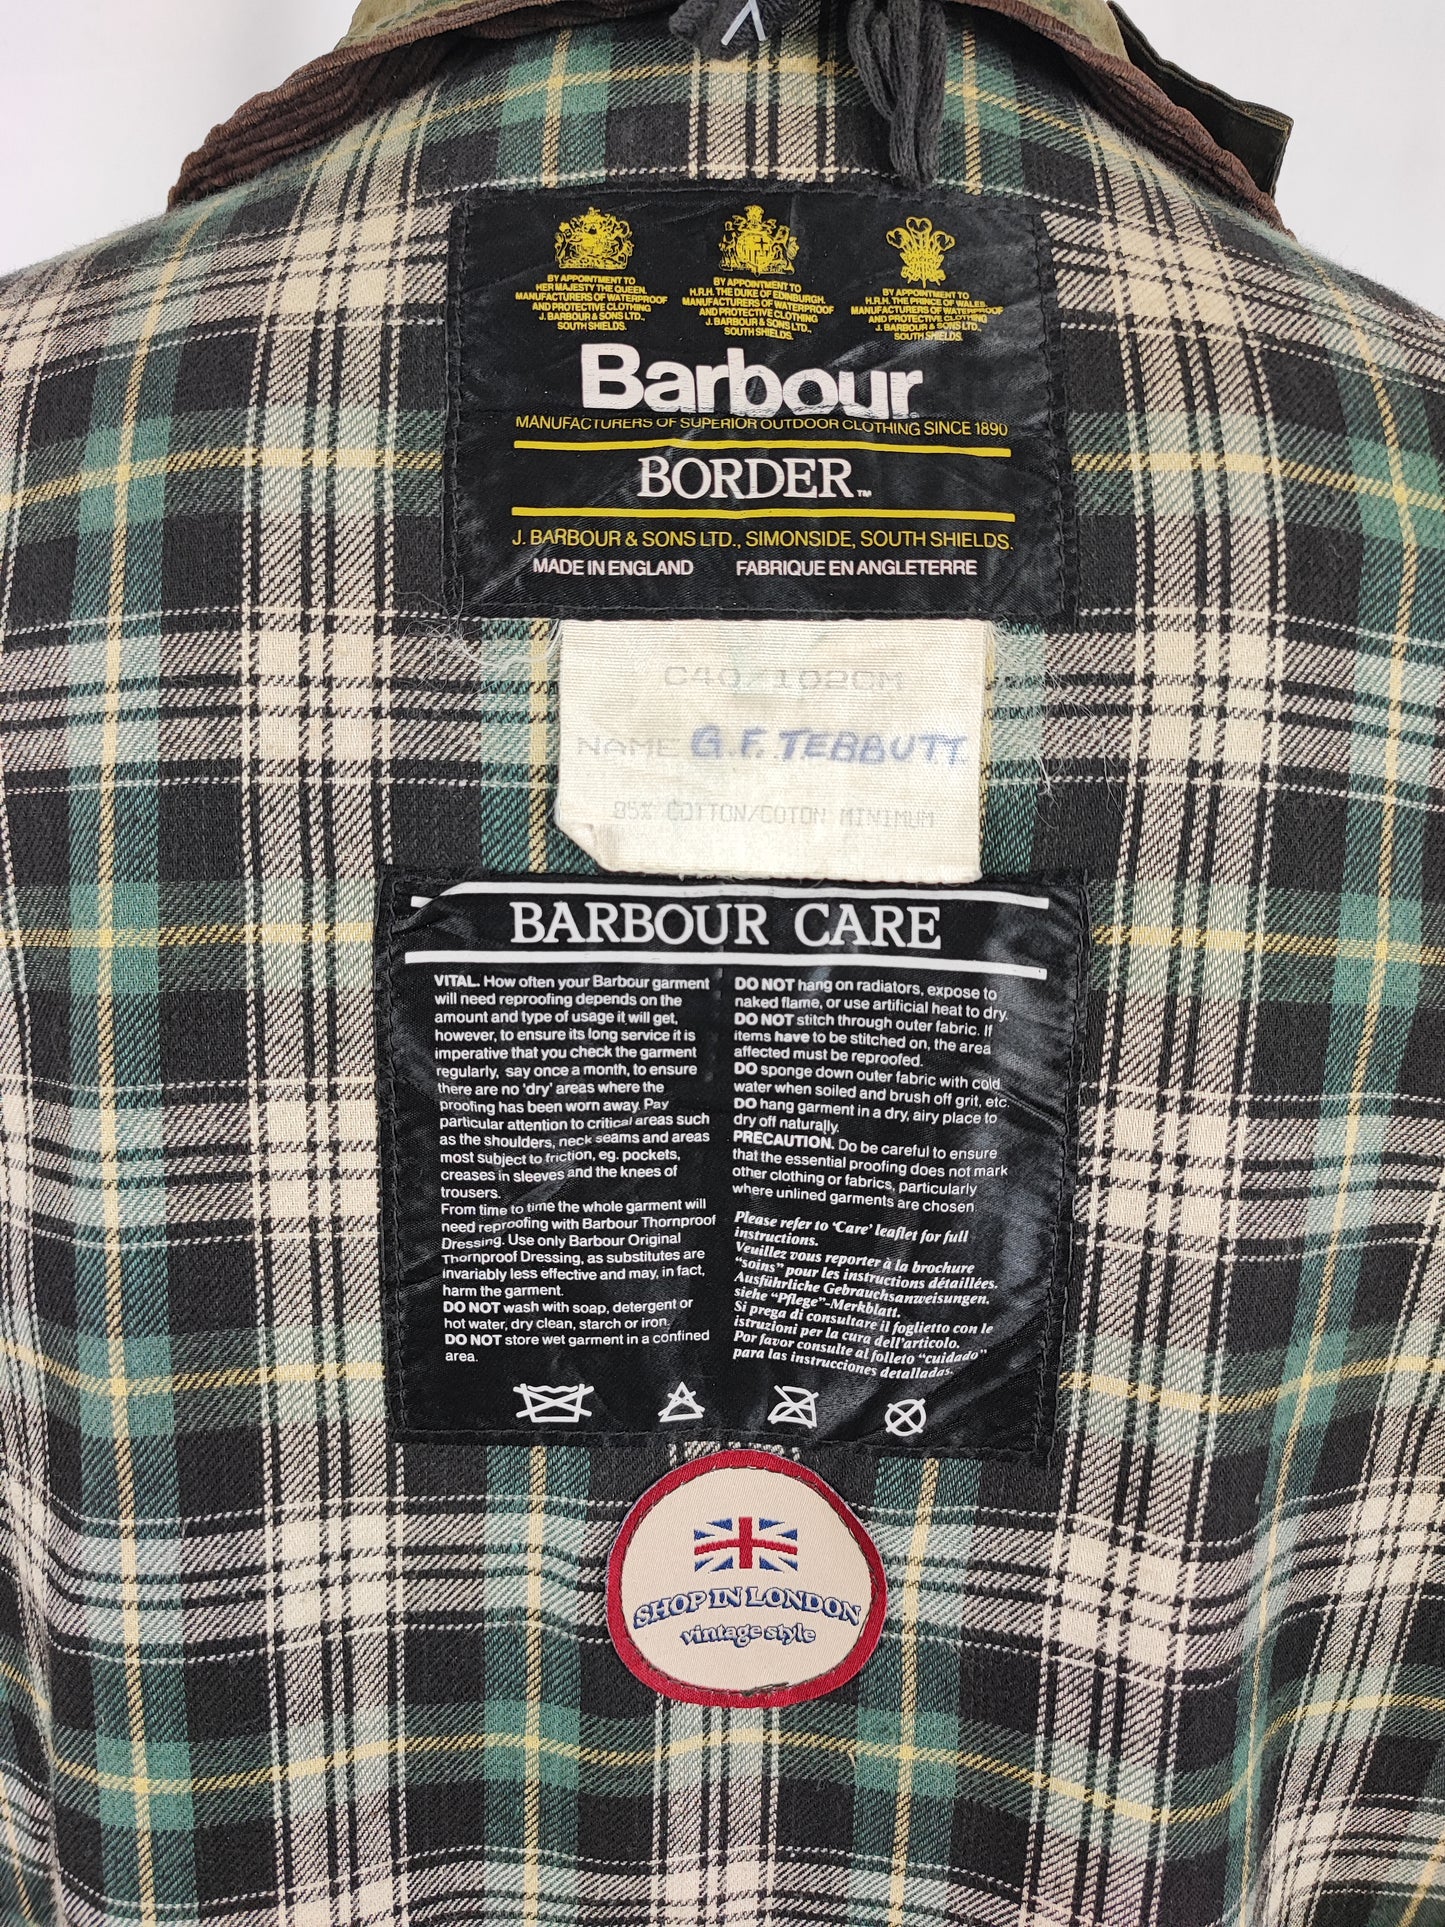 BY APPOINTMENT TO
HER MAJESTY THE QUEEN.
MANUFACTURERS OF WATERPROOF
AND PROTECTIVE CLOTHING
J. BARBOUR & SONS LTD.,
SOUTH SHIELDS.
BY APPOINTMENT TO
H.R.H. THE DUKE OF EDINBURGH.
MANUFACTURERS OF WATERPROOF
AND PROTECTIVE CLOTHING
J. BARBOUR & SONS LTD.,
SOUTH SHIELDS.
BY APPOINTMENT TO
H.R.H. THE PRINCE OF WALES.
MANUFACTURERS OF WATERPROOF
AND PROTECTIVE CLOTHING
J. BARBOUR & SONS LTD.,
SOUTH SHIELDS.
Barbour
MANUFACTURERS OF SUPERIOR OUTDOOR CLOTHING SINCE 1890
BORDER™
J. BARBOUR & SONS LTD., SIMONSIDE, SOUTH SHIELDS.
MADE IN ENGLAND FABRIQUE EN ANGLETERRE
C40/102CM
NAME G.F. TEBBUTT
85% COTTON/COTON MINIMUM
BARBOUR CARE
VITAL. How often your Barbour garment
will need reproofing depends on the
amount and type of usage it will get,
however, to ensure its long service it is
imperative that you check the garment
regularly, say once a month, to ensure
there are no 'dry' areas where the
proofing has been worn away. Pay
particular attention to critical areas such
as the shoulders, neck seams and areas
most subject to friction, eg. pockets,
creases in sleeves and the knees of
trousers.
From time to time the whole garment will
need reproofing with Barbour Thornproof
Dressing. Use only Barbour Original
Thornproof Dressing, as substitutes are
invariably less effective and may, in fact,
harm the garment.
DO NOT wash with soap, detergent or
hot water, dry clean, starch or iron.
DO NOT store wet garment in a confined
area.
DO NOT hang on radiators, expose to
naked flame, or use artificial heat to dry.
DO NOT stitch through outer fabric. If
items have to be stitched on, the area
affected must be reproofed.
DO sponge down outer fabric with cold
water when soiled and brush off grit, etc.
DO hang garment in a dry, airy place to
dry off naturally.
PRECAUTION. Do be careful to ensure
that the essential proofing does not mark
other clothing or fabrics, particularly
where unlined garments are chosen.
Please refer to 'Care' leaflet for full
instructions.
Veuillez vous reporter à la brochure
"soins" pour les instructions détaillées.
Ausführliche Gebrauchsanweisungen.
siehe "Pflege"-Merkblatt.
Si prega di consultare il foglietto con le
istruzioni per la cura dell'articolo.
Por favor consulte al folleto "cuidado"
para las instrucciones detalladas.
SHOP IN LONDON
vintage style